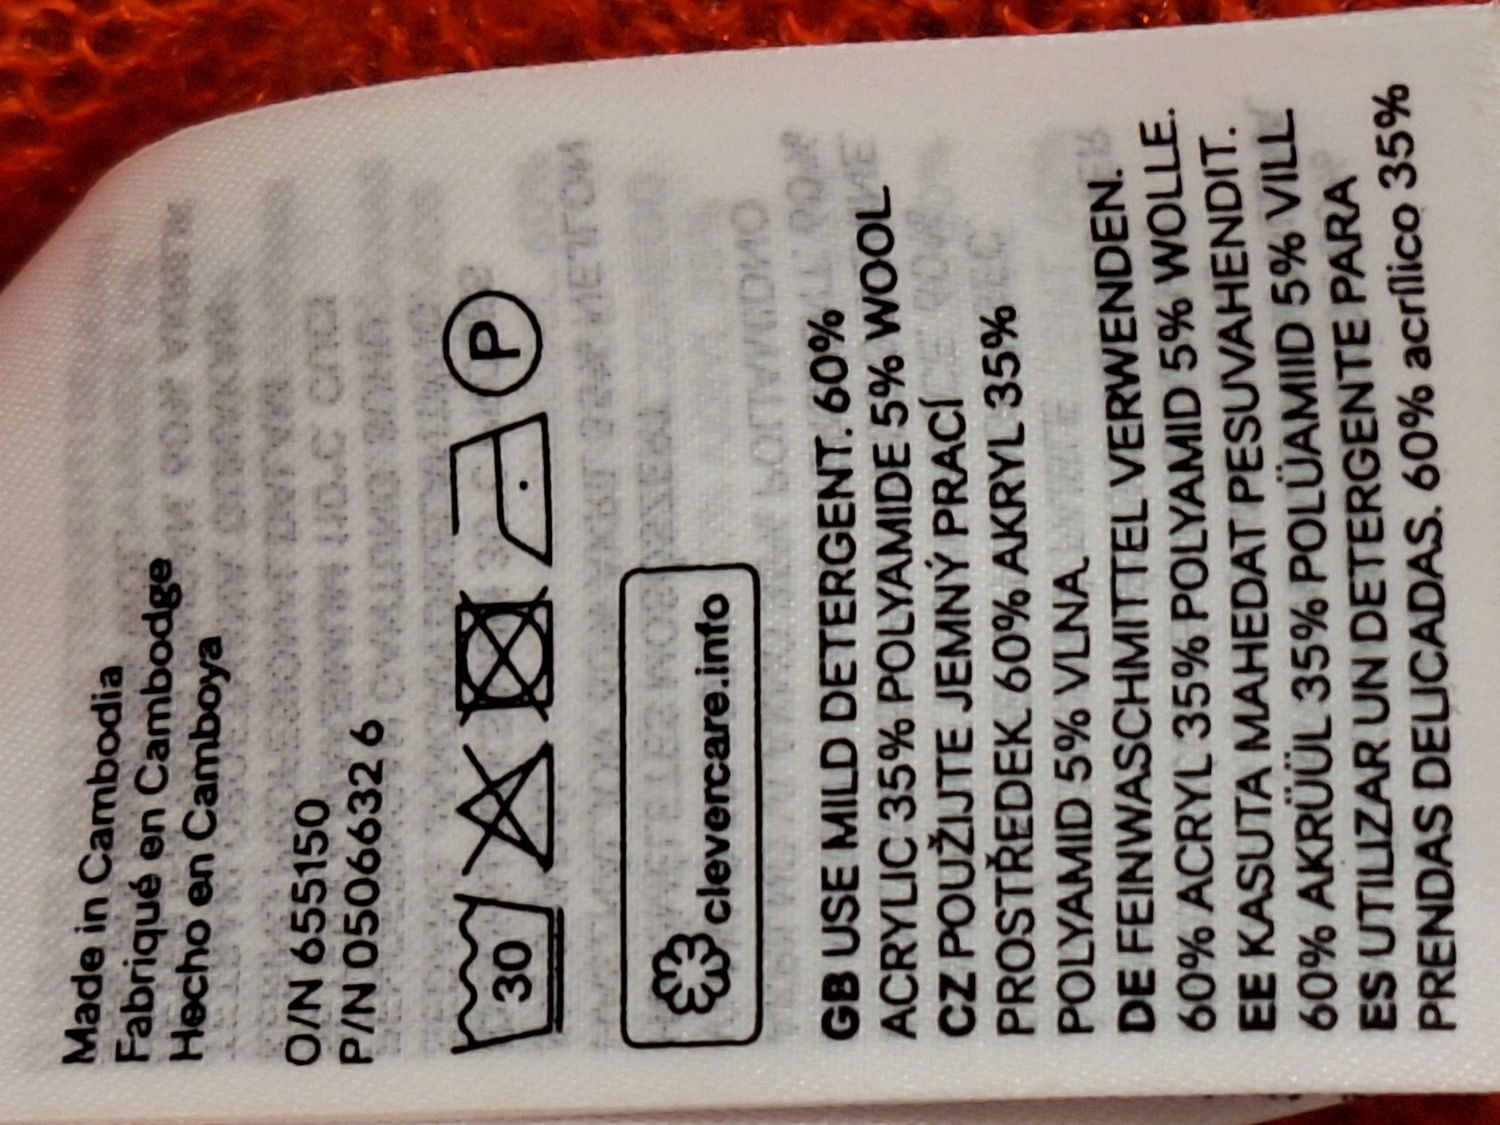 Made in Cambodia
Fabriqué en Cambodge
Hecho en Camboya
O/N 655150
P/N 0506632 6
30
P
clevercare.info
GB USE MILD DETERGENT. 60%
ACRYLIC 35% POLYAMIDE 5% WOOL
CZ POUŽIJTE JEMNÝ PRACÍ
PROSTŘEDEK. 60% AKRYL 35%
POLYAMID 5% VLNA
DE FEINWASCHMITTEL VERWENDEN.
60% ACRYL 35% POLYAMID 5% WOLLE.
EE KASUTA MAHEDAT PESUVAHENDIT.
60% AKRÜÜL 35% POLÜAMIID 5% VILL
ES UTILIZAR UN DETERGENTE PARA
PRENDAS DELICADAS. 60% acrílico 35%